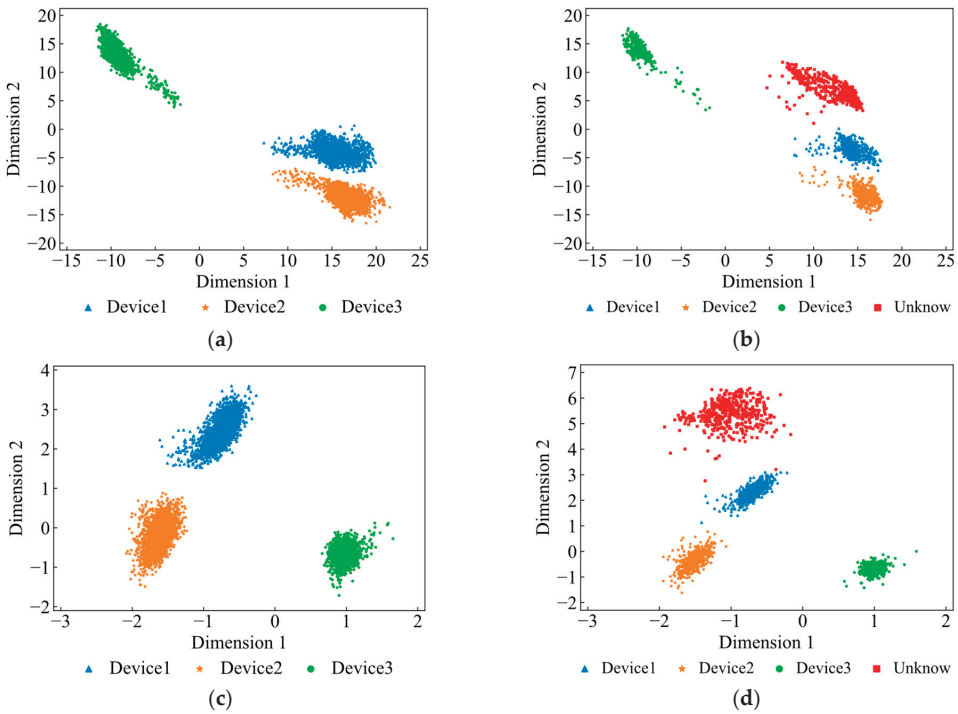 20
15
10
5
0
−5
−10
−15
−20
Dimension 2
−15 −10 −5 0 5 10 15 20 25
Dimension 1
Device1 Device2 Device3
(a)
20
15
10
5
0
−5
−10
−15
−20
Dimension 2
−15 −10 −5 0 5 10 15 20 25
Dimension 1
Device1 Device2 Device3 Unknow
(b)
4
3
2
1
0
−1
−2
Dimension 2
−3 −2 −1 0 1 2
Dimension 1
Device1 Device2 Device3
(c)
7
6
5
4
3
2
1
0
−1
−2
Dimension 2
−3 −2 −1 0 1 2
Dimension 1
Device1 Device2 Device3 Unknow
(d)